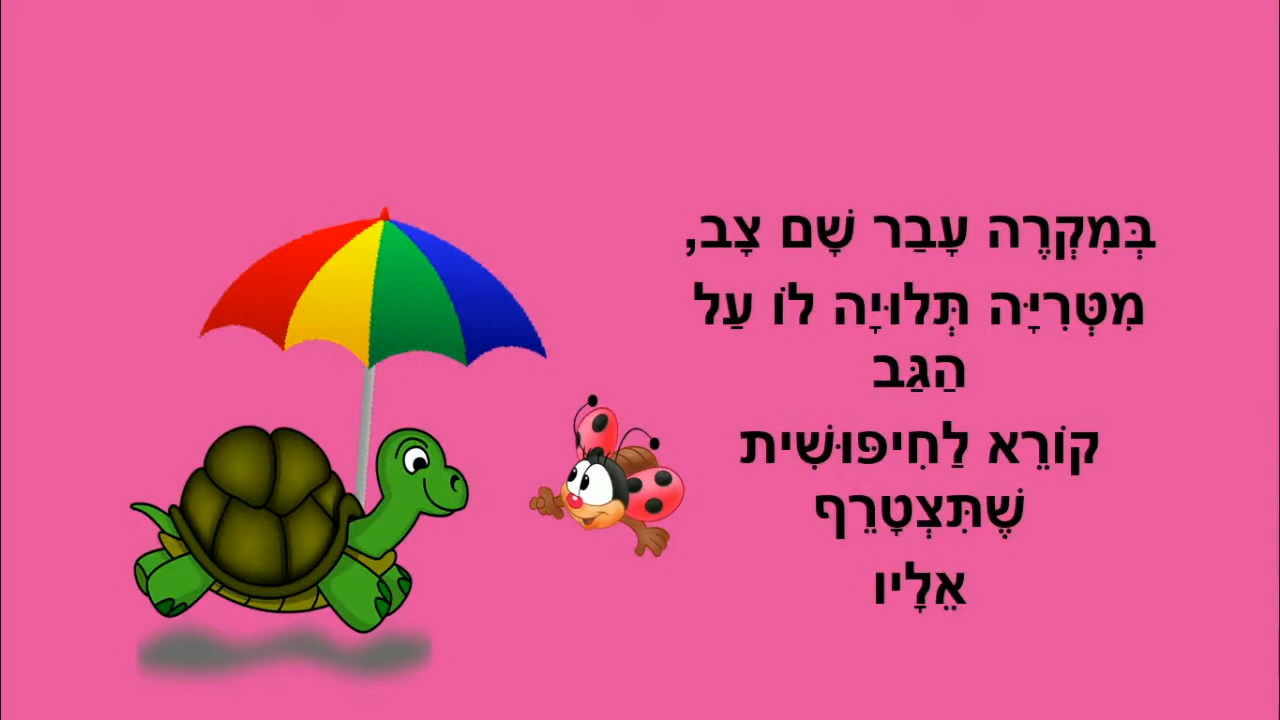 בְּמִקְרֶה עָבַר שָׁם צָב,
מִטְּרִיָּה תְּלוּיָה לוֹ עַל
הַגַּב
קוֹרֵא לַחִיפּוּשִׁית
שֶׁתִּצְטָרֵף
אֵלָיו